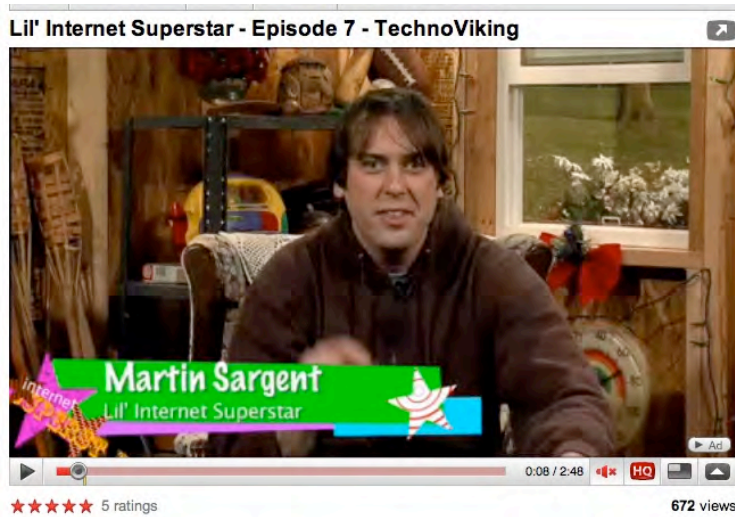 Lil' Internet Superstar - Episode 7 - TechnoViking
internet
Martin Sargent
Lil' Internet Superstar
Ad
0:08 / 2:48
HQ
5 ratings
672 views